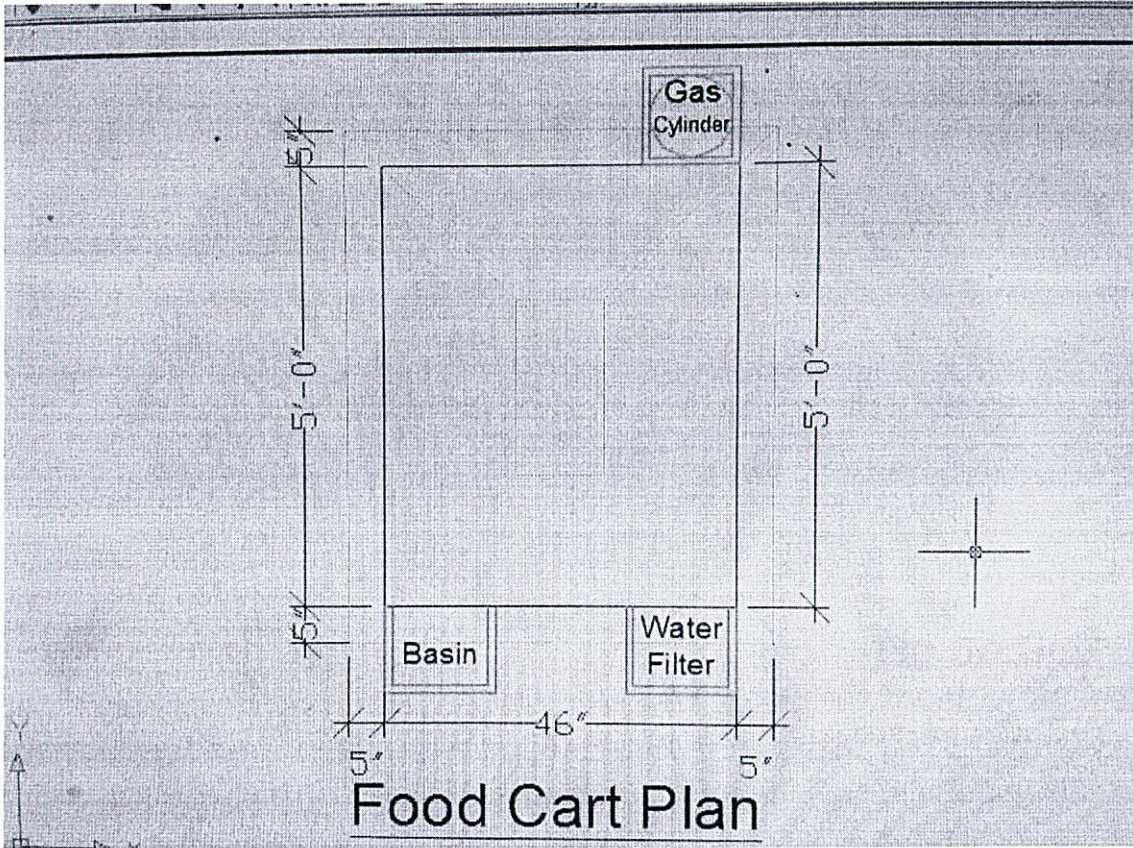 Gas
Cylinder
5"
5'-0"
5'-0"
5"
Basin
Water
Filter
46"
5"
5"
Food Cart Plan
Y
X